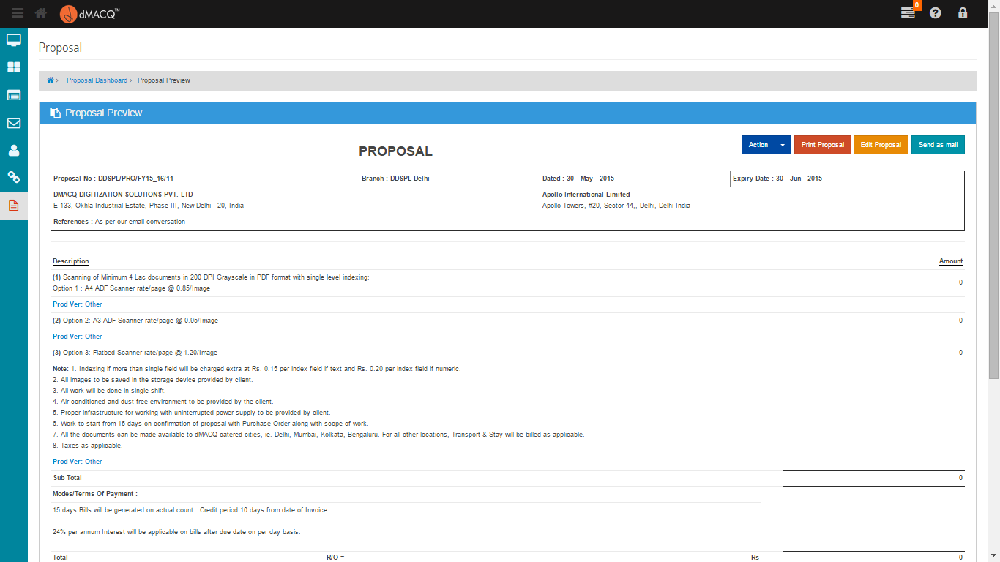 dMACQ™
0
Proposal
Proposal Dashboard › Proposal Preview
Proposal Preview
Action
Print Proposal
Edit Proposal
Send as mail
PROPOSAL
Proposal No : DDSPL/PRO/FY15_16/11 Branch : DDSPL-Delhi Dated : 30 - May - 2015 Expiry Date : 30 - Jun - 2015
DMACQ DIGITIZATION SOLUTIONS PVT. LTD
E-133, Okhla Industrial Estate, Phase III, New Delhi - 20, India
Apollo International Limited
Apollo Towers, #20, Sector 44,, Delhi, Delhi India
References : As per our email conversation
Description Amount
(1) Scanning of Minimum 4 Lac documents in 200 DPI Grayscale in PDF format with single level indexing;
Option 1 : A4 ADF Scanner rate/page @ 0.85/Image
0
Prod Ver: Other
(2) Option 2: A3 ADF Scanner rate/page @ 0.95/Image 0
Prod Ver: Other
(3) Option 3: Flatbed Scanner rate/page @ 1.20/Image 0
Note: 1. Indexing if more than single field will be charged extra at Rs. 0.15 per index field if text and Rs. 0.20 per index field if numeric.
2. All images to be saved in the storage device provided by client.
3. All work will be done in single shift.
4. Air-conditioned and dust free environment to be provided by the client.
5. Proper infrastructure for working with uninterrupted power supply to be provided by client.
6. Work to start from 15 days on confirmation of proposal with Purchase Order along with scope of work.
7. All the documents can be made available to dMACQ catered cities, ie. Delhi, Mumbai, Kolkata, Bengaluru. For all other locations, Transport & Stay will be billed as applicable.
8. Taxes as applicable.
Prod Ver: Other
Sub Total 0
Modes/Terms Of Payment :
15 days Bills will be generated on actual count. Credit period 10 days from date of Invoice.
24% per annum Interest will be applicable on bills after due date on per day basis.
Total R/O = Rs 0